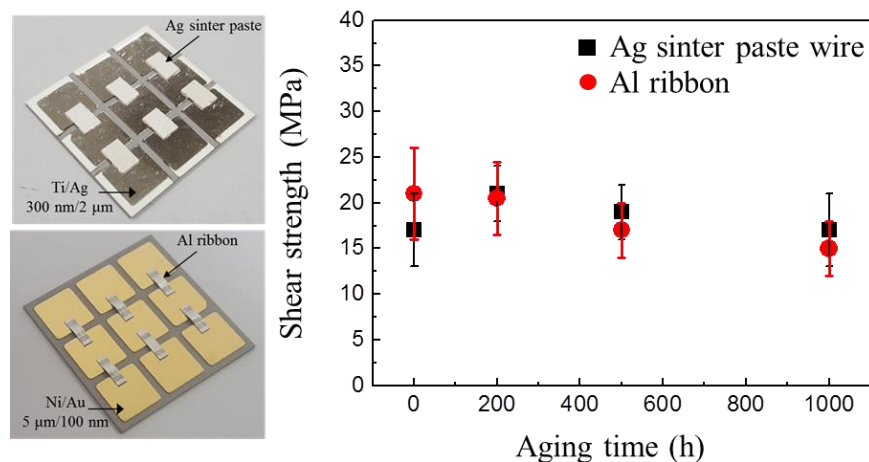 Ag sinter paste
Ti/Ag
300 nm/2 μm
Al ribbon
Ni/Au
5 μm/100 nm
Shear strength (MPa)
40
35
30
25
20
15
10
5
0
Ag sinter paste wire
Al ribbon
0 200 400 600 800 1000
Aging time (h)